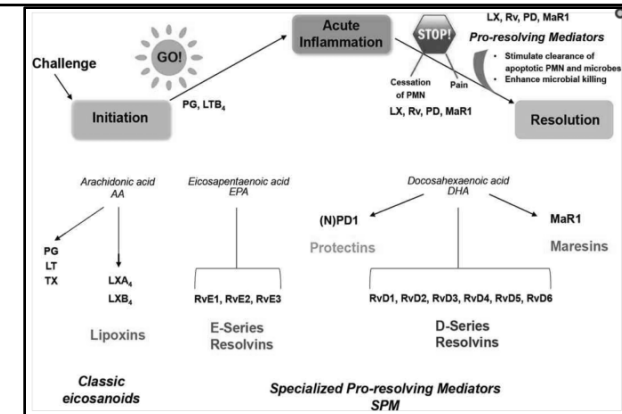 LX, Rv, PD, MaR1
Pro-resolving Mediators
• Stimulate clearance of
apoptotic PMN and microbes
• Enhance microbial killing
Challenge
GO!
Acute
Inflammation
STOP!
Cessation
of PMN
Pain
LX, Rv, PD, MaR1
PG, LTB4
Initiation
Resolution
Arachidonic acid
AA
Eicosapentaenoic acid
EPA
Docosahexaenoic acid
DHA
PG
LT
TX
LXA4
LXB4
(N)PD1
Protectins
MaR1
Maresins
RvE1, RvE2, RvE3
RvD1, RvD2, RvD3, RvD4, RvD5, RvD6
Lipoxins
E-Series
Resolvins
D-Series
Resolvins
Classic
eicosanoids
Specialized Pro-resolving Mediators
SPM